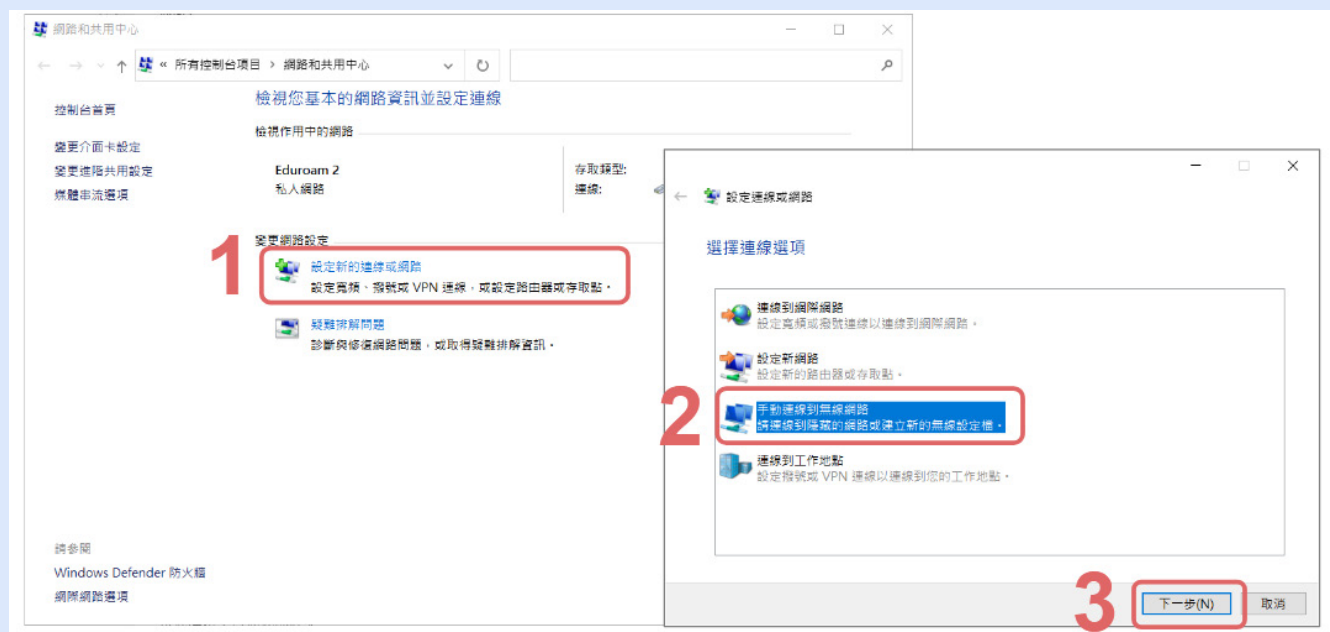 網路和共用中心
« 所有控制台項目 › 網路和共用中心
控制台首頁
變更介面卡設定
變更進階共用設定
媒體串流選項
檢視您基本的網路資訊並設定連線
檢視作用中的網路
Eduroam 2
私人網路
存取類型:
連線:
變更網路設定
1
設定新的連線或網路
設定寬頻、撥號或 VPN 連線，或設定路由器或存取點。
疑難排解問題
診斷與修復網路問題，或取得疑難排解資訊。
請參閱
Windows Defender 防火牆
網際網路選項
設定連線或網路
選擇連線選項
連線到網際網路
設定寬頻或撥號連線以連線到網際網路。
設定新網路
設定新的路由器或存取點。
2
手動連線到無線網路
請連線到隱藏的網路或建立新的無線設定檔。
連線到工作地點
設定撥號或 VPN 連線以連線到您的工作地點。
3
下一步(N)
取消